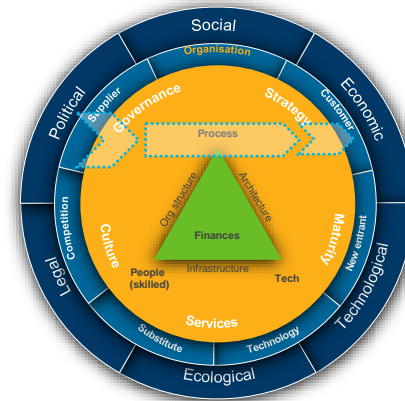 Social
Organisation
Political
Supplier
Governance
Strategy
Customer
Economic
Process
Org structure
Architecture
Competition
Culture
Finances
Maturity
New entrant
People
(skilled)
Infrastructure
Tech
Legal
Technological
Services
Substitute
Technology
Ecological